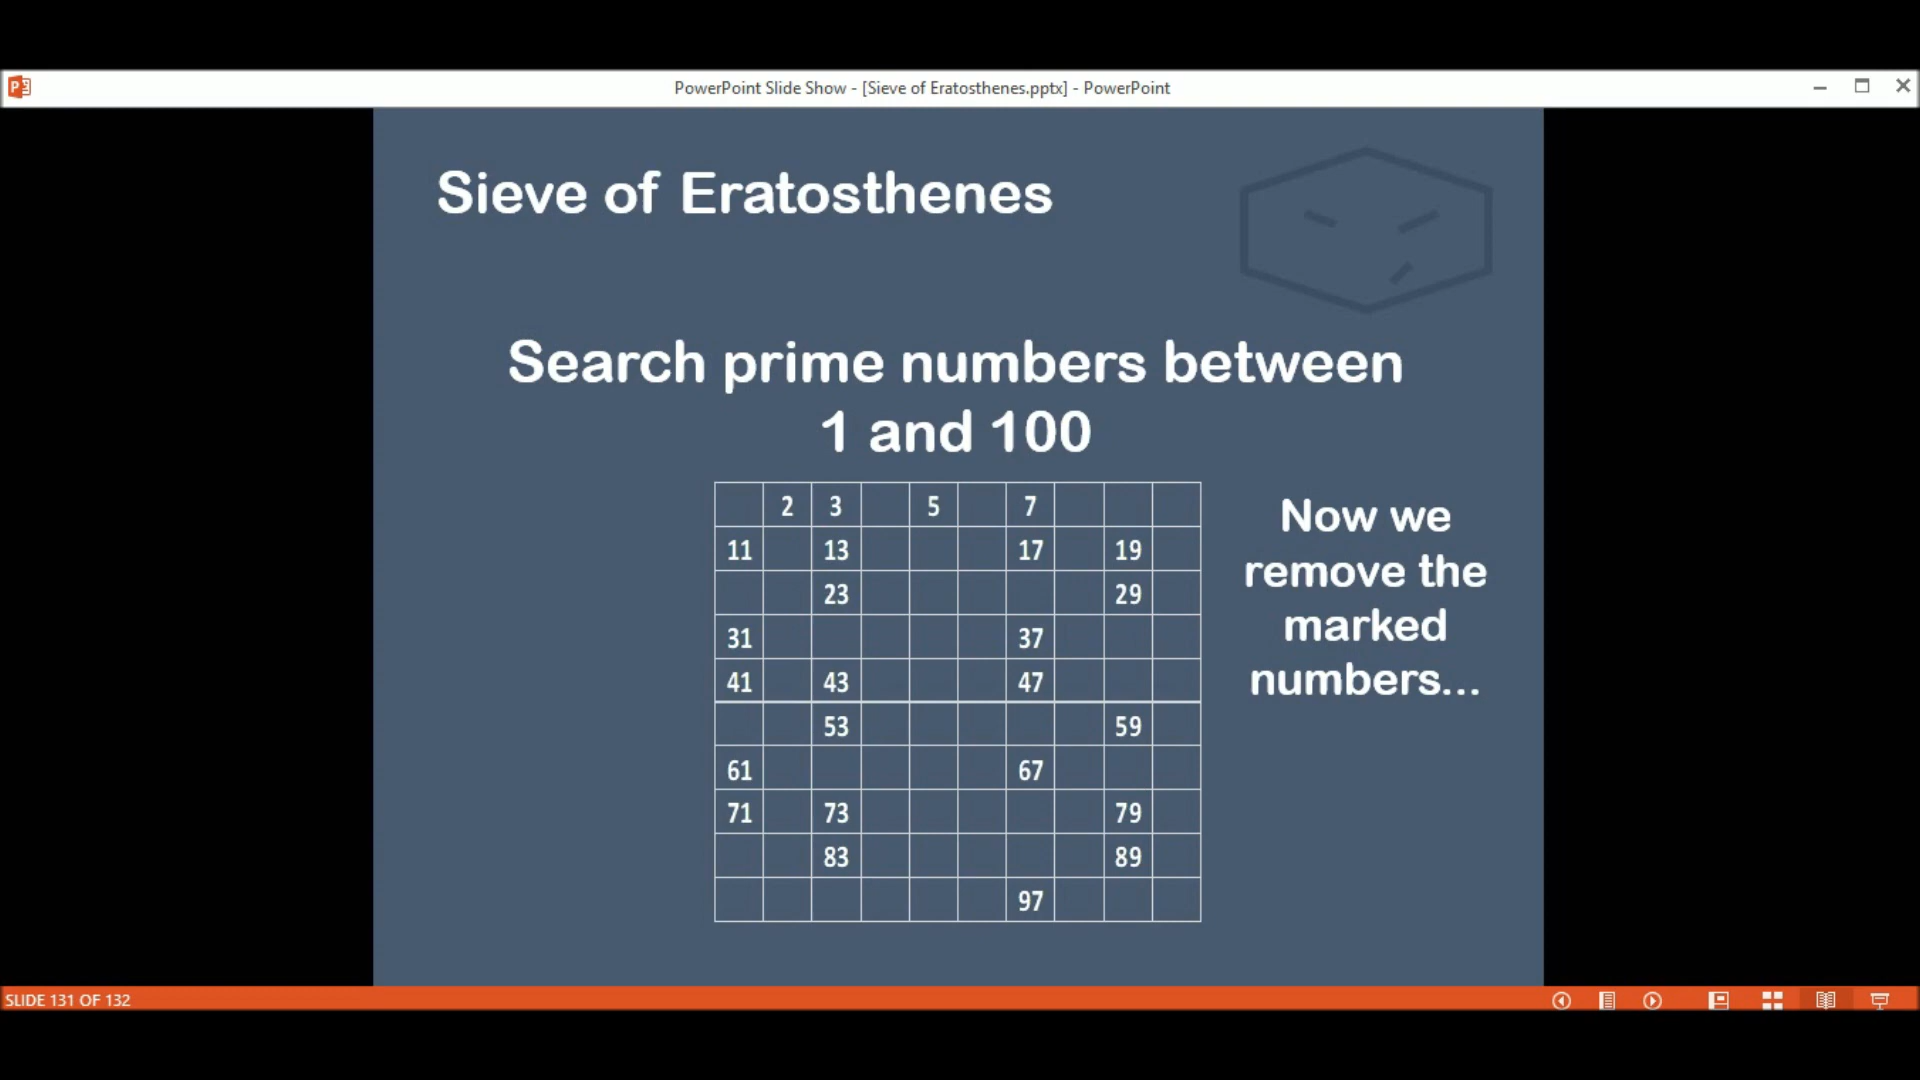 PowerPoint Slide Show - [Sieve of Eratosthenes.pptx] - PowerPoint
Sieve of Eratosthenes
Search prime numbers between
1 and 100
2 3 5 7
11 13 17 19
23 29
31 37
41 43 47
53 59
61 67
71 73 79
83 89
97
Now we
remove the
marked
numbers...
SLIDE 131 OF 132